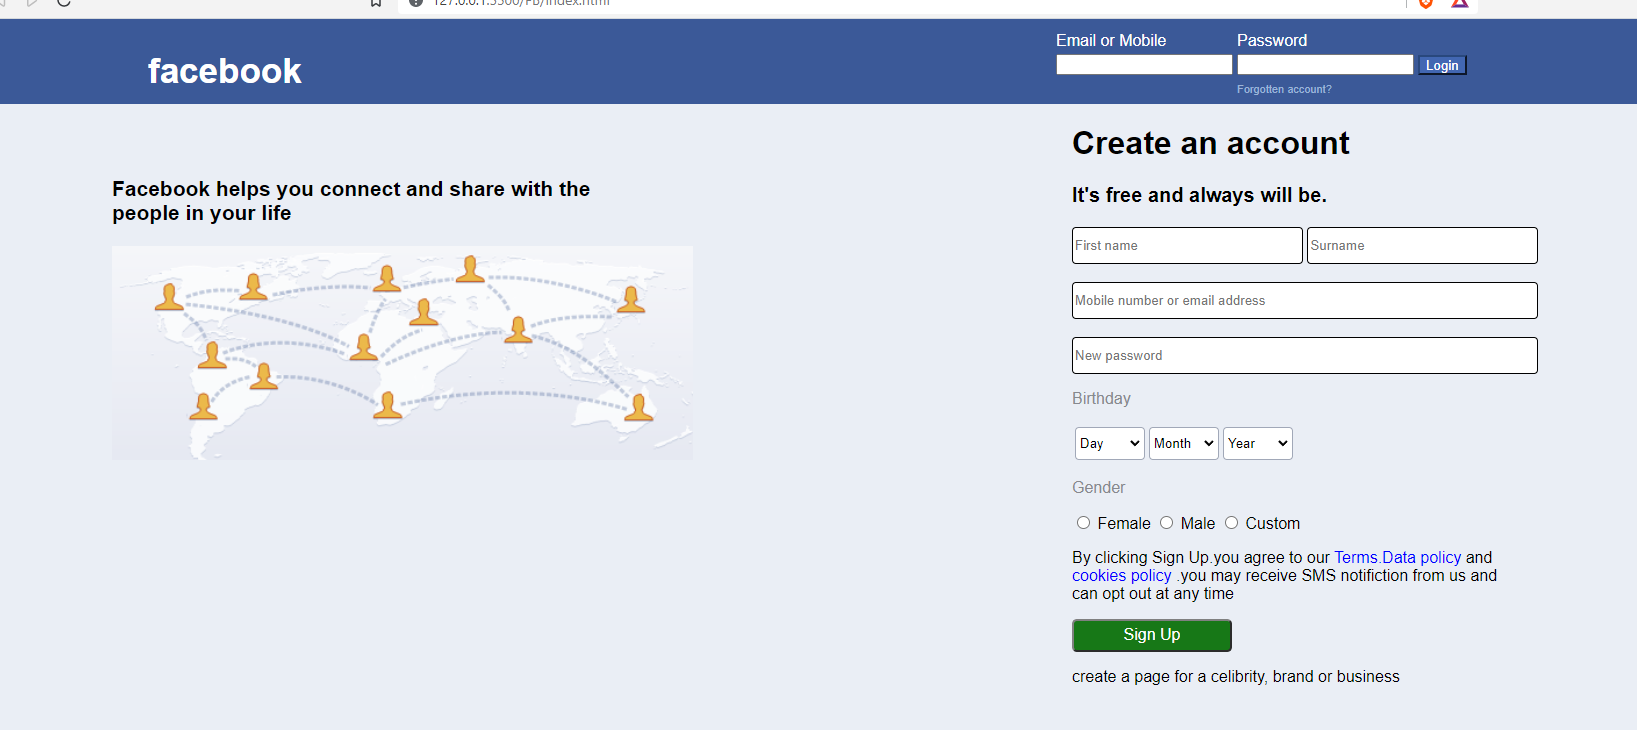 127.0.0.1:5500/FB/index.html
Email or Mobile Password
facebook
Login
Forgotten account?
Create an account
Facebook helps you connect and share with the
people in your life
It's free and always will be.
First name Surname
Mobile number or email address
New password
Birthday
Day Month Year
Gender
Female Male Custom
By clicking Sign Up.you agree to our Terms.Data policy and
cookies policy .you may receive SMS notifiction from us and
can opt out at any time
Sign Up
create a page for a celibrity, brand or business